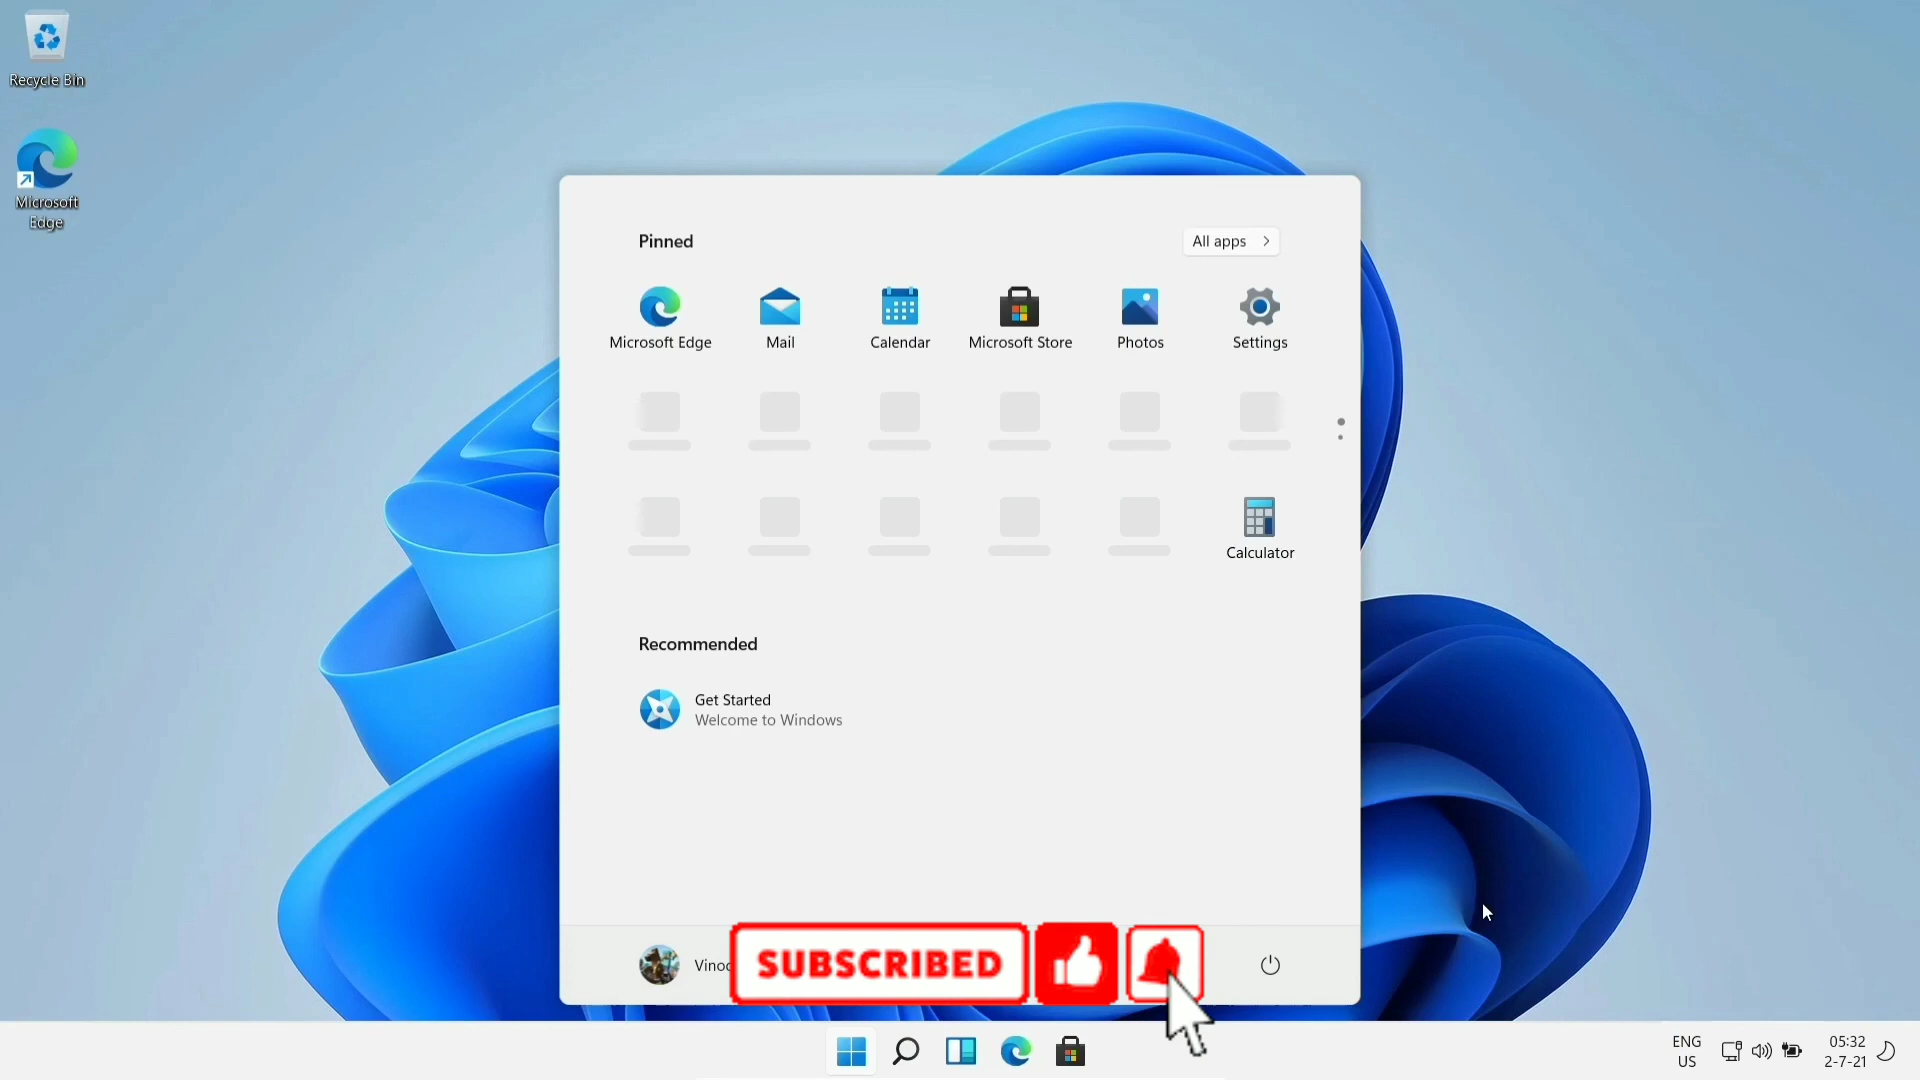 Recycle Bin
Microsoft
Edge
Pinned
All apps
Microsoft Edge
Mail
Calendar
Microsoft Store
Photos
Settings
Calculator
Recommended
Get Started
Welcome to Windows
SUBSCRIBED
ENG
US
05:32
2-7-21